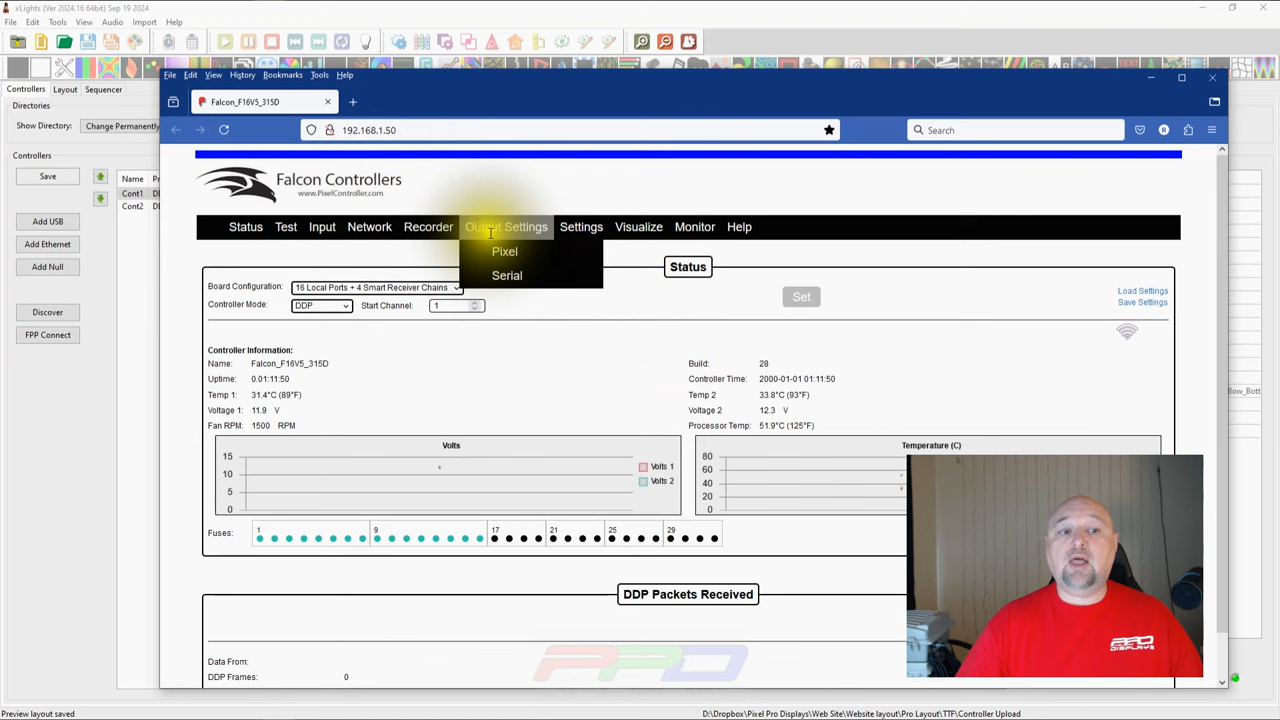 xLights (Ver 2024.16 64bit) Sep 19 2024
File Edit Tools View Audio Import Help
Controllers Layout Sequencer
Directories
Show Directory: Change Permanently
Controllers
Save
Add USB
Add Ethernet
Add Null
Discover
FPP Connect
Name
Cont1
Cont2
File Edit View History Bookmarks Tools Help
Falcon_F16V5_315D
192.168.1.50
Search
Falcon Controllers
www.PixelController.com
Status Test Input Network Recorder Output Settings Settings Visualize Monitor Help
Pixel
Serial
Status
Board Configuration: 16 Local Ports + 4 Smart Receiver Chains
Controller Mode: DDP Start Channel: 1
Set
Load Settings
Save Settings
Controller Information:
Name: Falcon_F16V5_315D
Uptime: 0.01:11:50
Temp 1: 31.4°C (89°F)
Voltage 1: 11.9 V
Fan RPM: 1500 RPM
Build: 28
Controller Time: 2000-01-01 01:11:50
Temp 2 33.8°C (93°F)
Voltage 2 12.3 V
Processor Temp: 51.9°C (125°F)
Volts
15
10
5
0
Volts 1
Volts 2
Temperature (C)
80
60
40
20
0
Fuses: 1 9 17 21 25 29
DDP Packets Received
Data From:
DDP Frames: 0
PPD
PPD
DISPLAYS
Preview layout saved
D:\Dropbox\Pixel Pro Displays\Web Site\Website layout\Pro Layout\TTF\Controller Upload